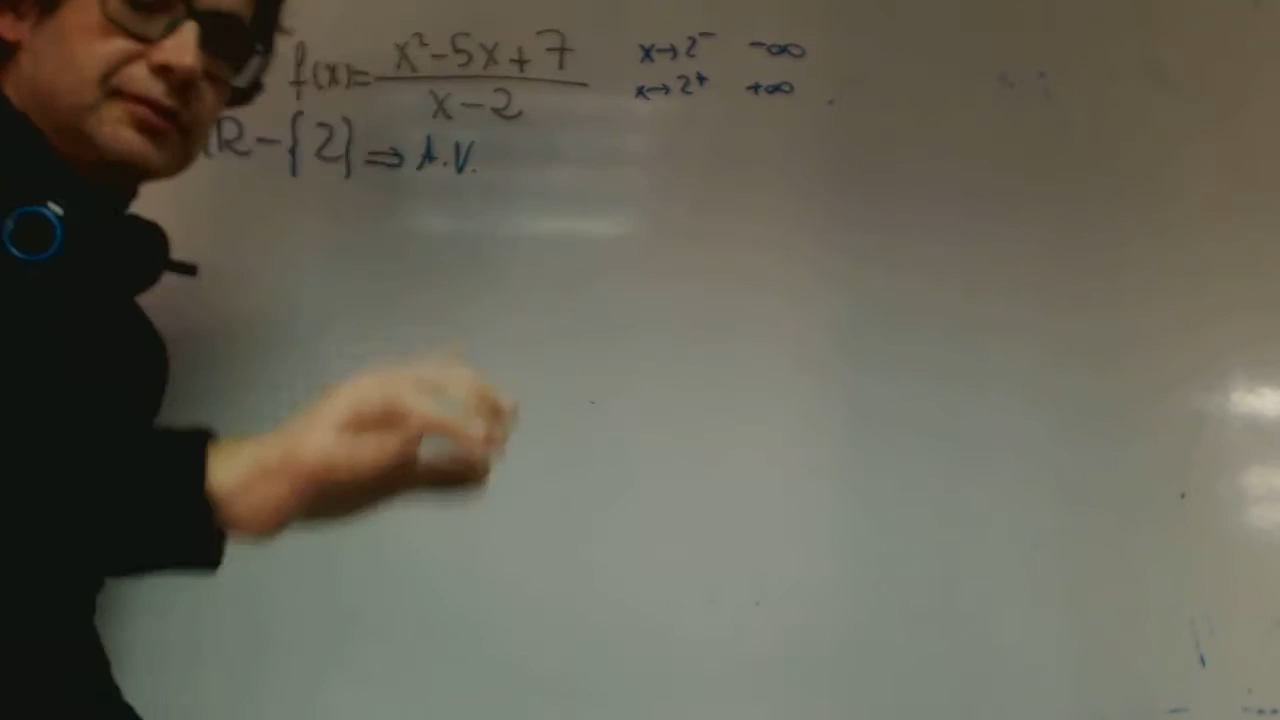 f(x)= x²-5x+7 / x-2
x→2⁻ -∞
x→2⁺ +∞
R-{2} ⇒ A.V.